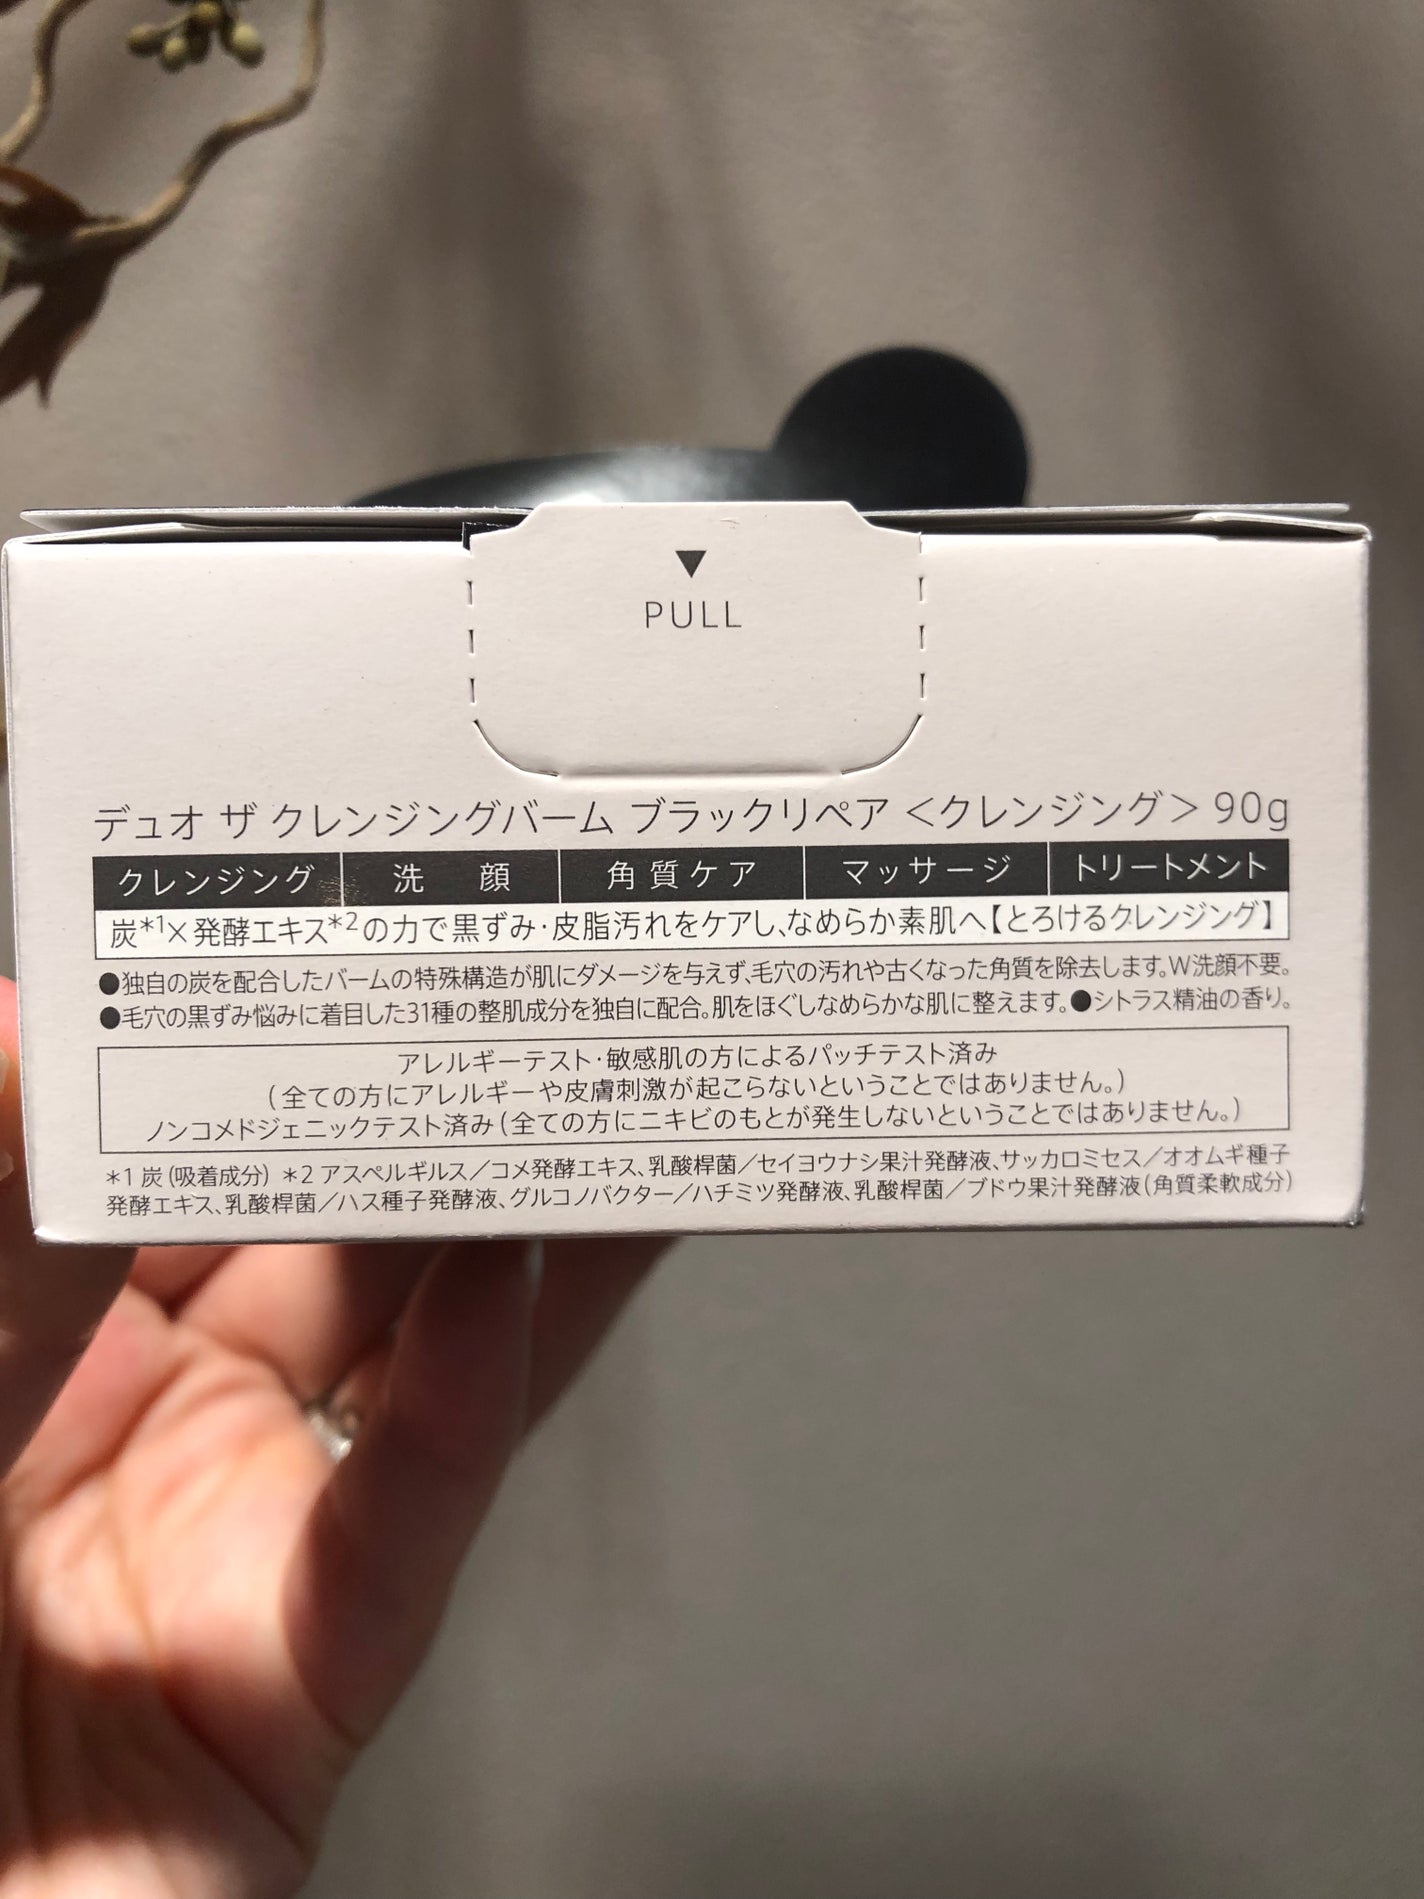 PULL
デュオ ザ クレンジングバーム ブラックリペア <クレンジング> 90g
クレンジング 洗 顔 角質ケア マッサージ トリートメント
炭*1×発酵エキス*2の力で黒ずみ・皮脂汚れをケアし、なめらか素肌へ【とろけるクレンジング】
●独自の炭を配合したバームの特殊構造が肌にダメージを与えず、毛穴の汚れや古くなった角質を除去します。W洗顔不要。
●毛穴の黒ずみ悩みに着目した31種の整肌成分を独自に配合。肌をほぐしなめらかな肌に整えます。●シトラス精油の香り。
アレルギーテスト・敏感肌の方によるパッチテスト済み
(全ての方にアレルギーや皮膚刺激が起こらないということではありません。)
ノンコメドジェニックテスト済み(全ての方にニキビのもとが発生しないということではありません。)
*1 炭(吸着成分) *2 アスペルギルス/コメ発酵エキス、乳酸桿菌/セイヨウナシ果汁発酵液、サッカロミセス/オオムギ種子
発酵エキス、乳酸桿菌/ハス種子発酵液、グルコノバクター/ハチミツ発酵液、乳酸桿菌/ブドウ果汁発酵液(角質柔軟成分)